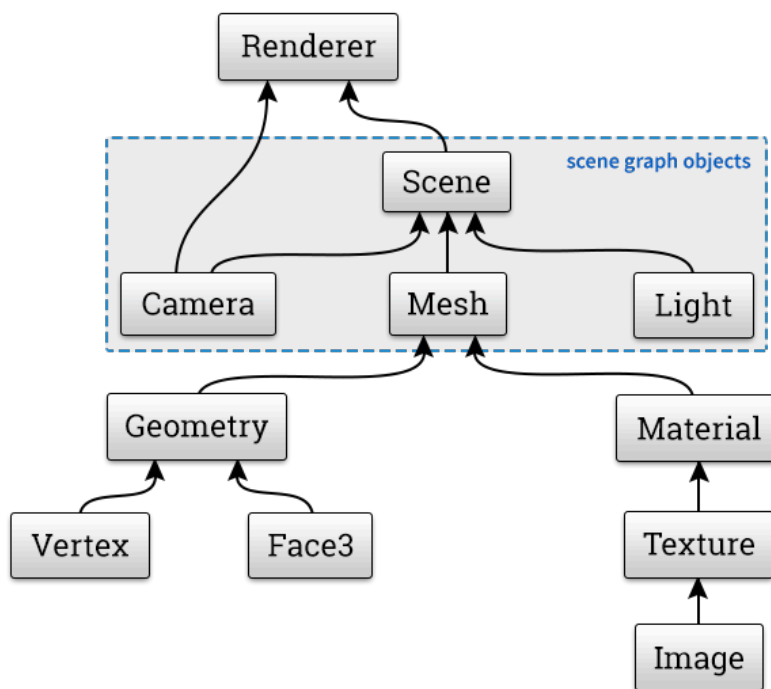 Renderer
scene graph objects
Scene
Camera
Mesh
Light
Geometry
Material
Vertex
Face3
Texture
Image